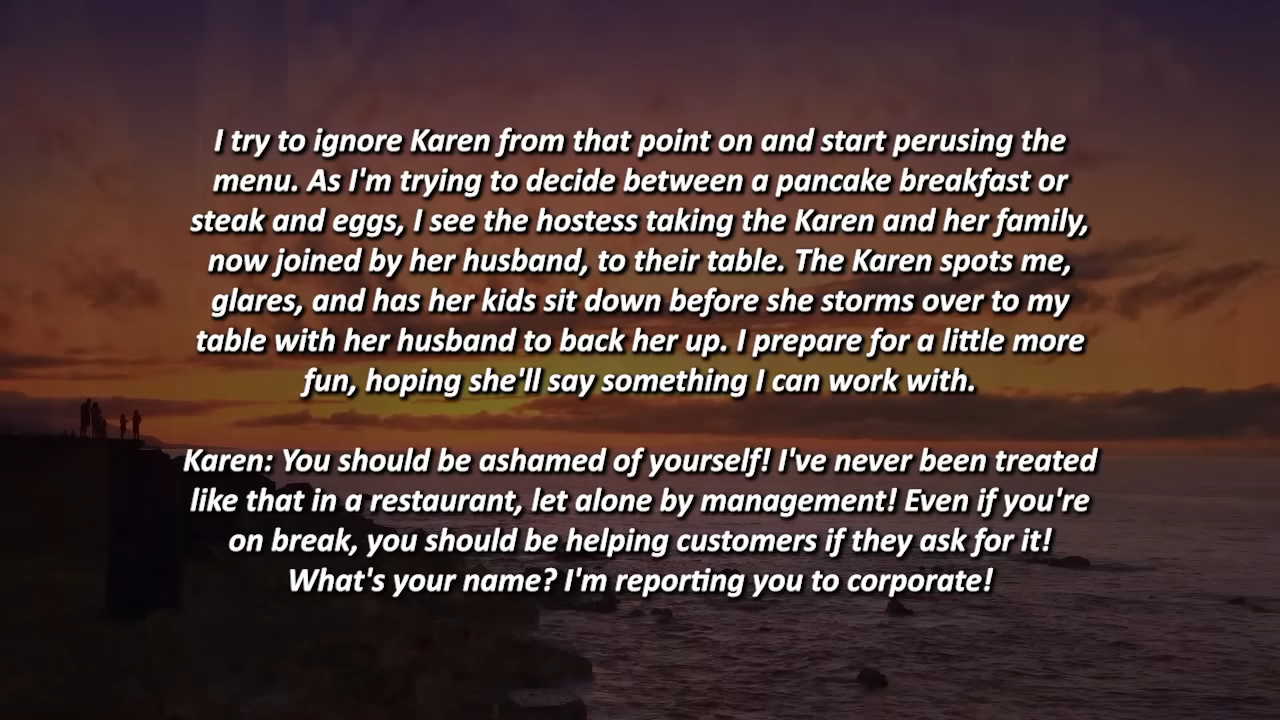 I try to ignore Karen from that point on and start perusing the
menu. As I'm trying to decide between a pancake breakfast or
steak and eggs, I see the hostess taking the Karen and her family,
now joined by her husband, to their table. The Karen spots me,
glares, and has her kids sit down before she storms over to my
table with her husband to back her up. I prepare for a little more
fun, hoping she'll say something I can work with.
Karen: You should be ashamed of yourself! I've never been treated
like that in a restaurant, let alone by management! Even if you're
on break, you should be helping customers if they ask for it!
What's your name? I'm reporting you to corporate!